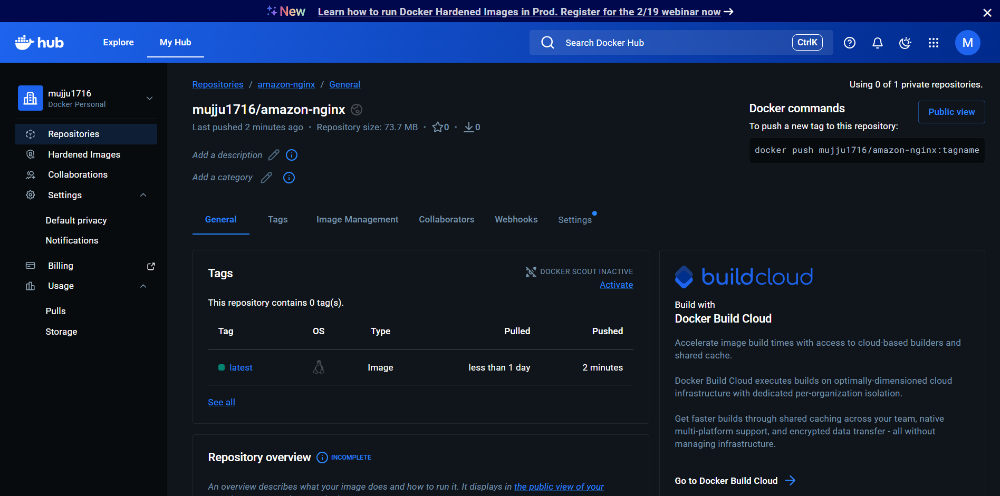 New Learn how to run Docker Hardened Images in Prod. Register for the 2/19 webinar now
hub
Explore
My Hub
Search Docker Hub
CtrlK
M
mujju1716
Docker Personal
Repositories
Hardened Images
Collaborations
Settings
Default privacy
Notifications
Billing
Usage
Pulls
Storage
Repositories / amazon-nginx / General
Using 0 of 1 private repositories.
mujju1716/amazon-nginx
Last pushed 2 minutes ago • Repository size: 73.7 MB • 0 • 0
Add a description
Add a category
Docker commands
Public view
To push a new tag to this repository:
docker push mujju1716/amazon-nginx:tagname
General
Tags
Image Management
Collaborators
Webhooks
Settings
Tags
DOCKER SCOUT INACTIVE
Activate
This repository contains 0 tag(s).
Tag OS Type Pulled Pushed
latest Image less than 1 day 2 minutes
See all
Repository overview INCOMPLETE
An overview describes what your image does and how to run it. It displays in the public view of your
buildcloud
Build with
Docker Build Cloud
Accelerate image build times with access to cloud-based builders and
shared cache.
Docker Build Cloud executes builds on optimally-dimensioned cloud
infrastructure with dedicated per-organization isolation.
Get faster builds through shared caching across your team, native
multi-platform support, and encrypted data transfer - all without
managing infrastructure.
Go to Docker Build Cloud